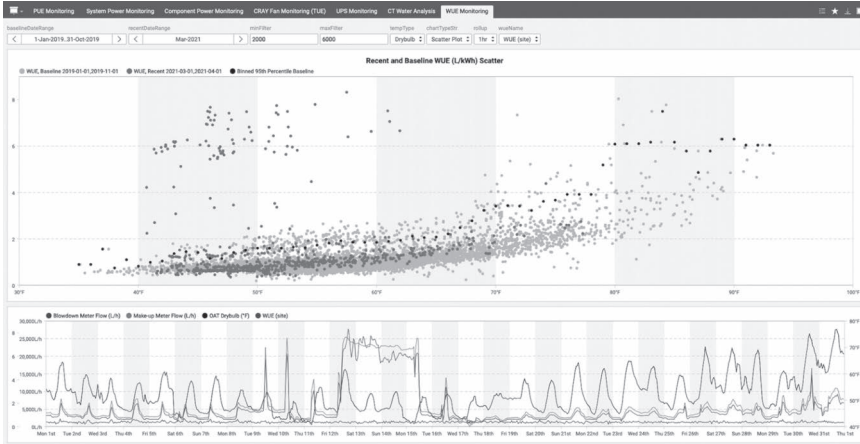 PUE Monitoring System Power Monitoring Component Power Monitoring CRAY Fan Monitoring (TUE) UPS Monitoring CT Water Analysis WUE Monitoring
baselineDateRange recentDateRange minFilter maxFilter tempType chartTypeStr rollup wueName
< 1-Jan-2019..31-Oct-2019 > < Mar-2021 > 2000 6000 Drybulb Scatter Plot 1hr WUE (site)
Recent and Baseline WUE (L/kWh) Scatter
WUE, Baseline 2019-01-01,2019-11-01 WUE, Recent 2021-03-01,2021-04-01 Binned 90th Percentile Baseline
8
6
4
2
0
30°F 40°F 50°F 60°F 70°F 80°F 90°F 100°F
Blowdown Meter Flow (L/h) Make-up Meter Flow (L/h) OAT Drybulb (°F) WUE (site)
30,000L/h 80°F
8 25,000L/h
6 20,000L/h 70°F
15,000L/h 60°F
4 10,000L/h
2 5,000L/h 50°F
0 0L/h 40°F
Mon 1st Tue 2nd Wed 3rd Thu 4th Fri 5th Sat 6th Sun 7th Mon 8th Tue 9th Wed 10th Thu 11th Fri 12th Sat 13th Sun 14th Mon 15th Tue 16th Wed 17th Thu 18th Fri 19th Sat 20th Sun 21st Mon 22nd Tue 23rd Wed 24th Thu 25th Fri 26th Sat 27th Sun 28th Mon 29th Tue 30th Wed 31st Thu 1st